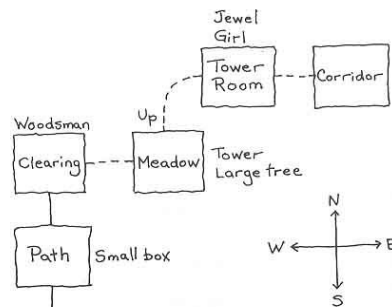 Jewel
Girl
Tower
Room
Corridor
Up
Woodsman
Clearing
Meadow
Tower
Large tree
Path
Small box
N
W
E
S